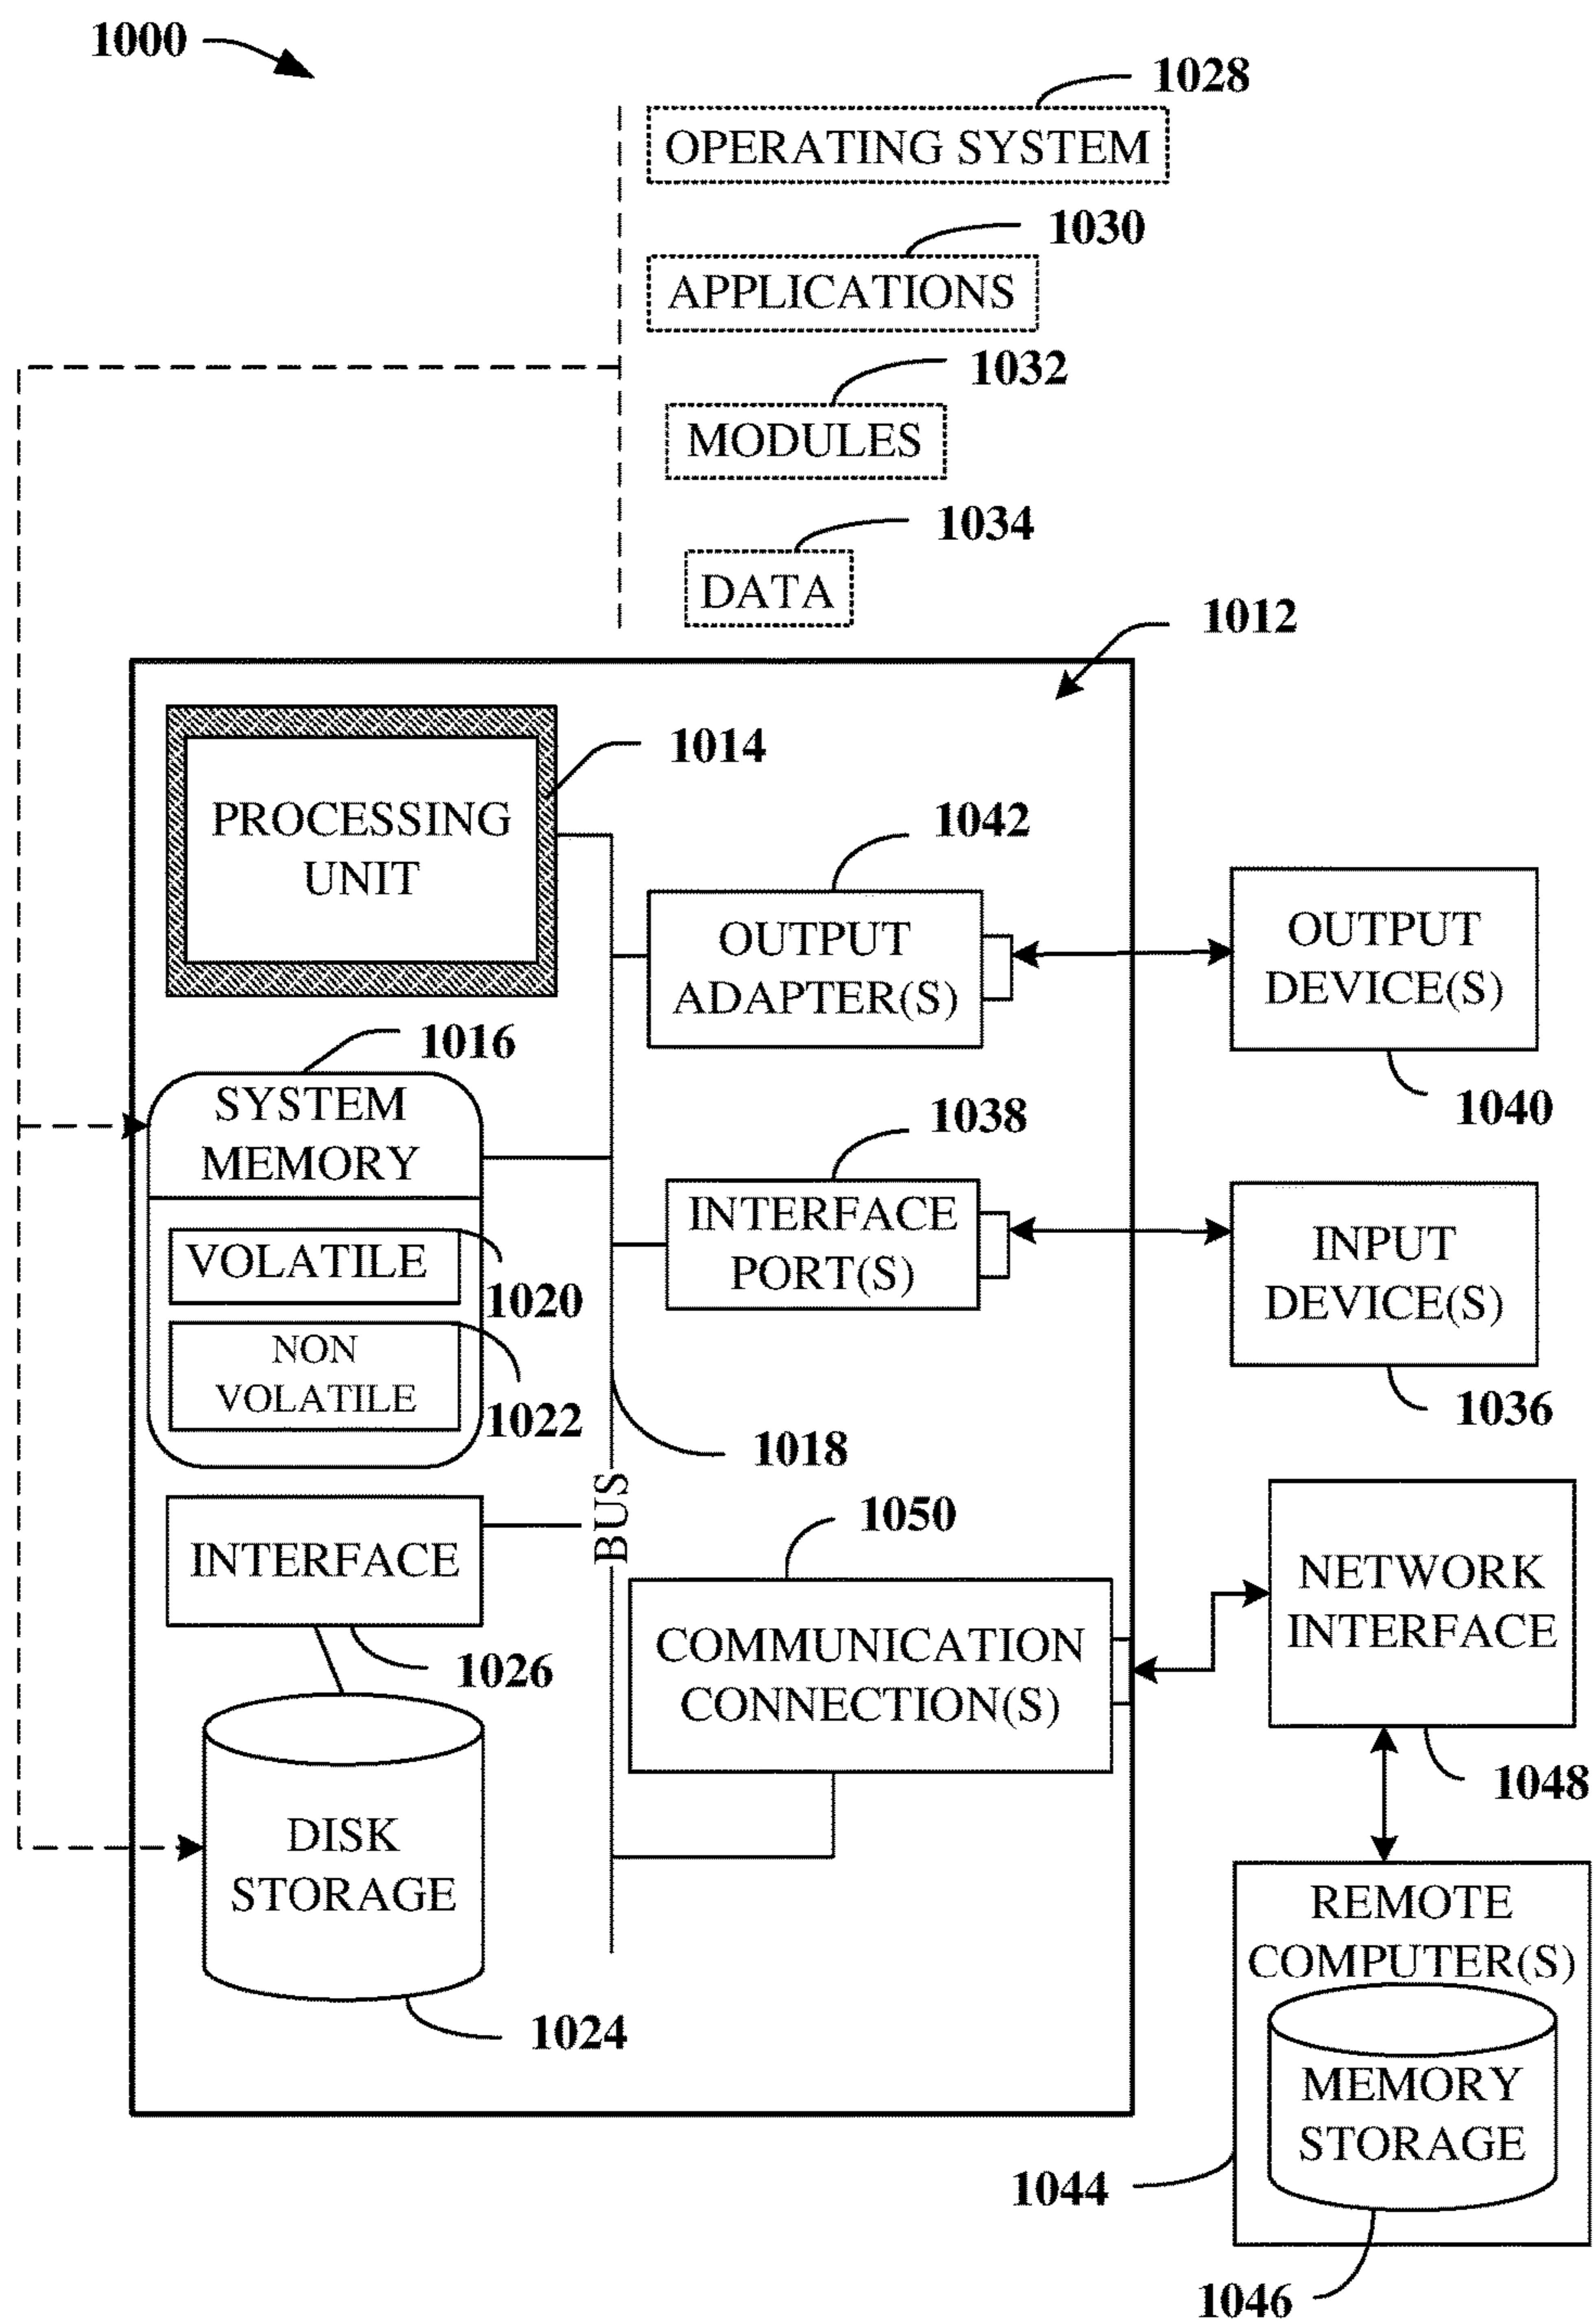 1000
1028
OPERATING SYSTEM
1030
APPLICATIONS
1032
MODULES
1034
DATA
1012
1014
PROCESSING
UNIT
1042
OUTPUT
ADAPTER(S)
OUTPUT
DEVICE(S)
1040
1016
SYSTEM
MEMORY
1038
INTERFACE
PORT(S)
INPUT
DEVICE(S)
1036
VOLATILE
1020
NON
VOLATILE
1022
1018
BUS
1050
INTERFACE
1026
COMMUNICATION
CONNECTION(S)
NETWORK
INTERFACE
1048
DISK
STORAGE
1024
REMOTE
COMPUTER(S)
MEMORY
STORAGE
1044
1046